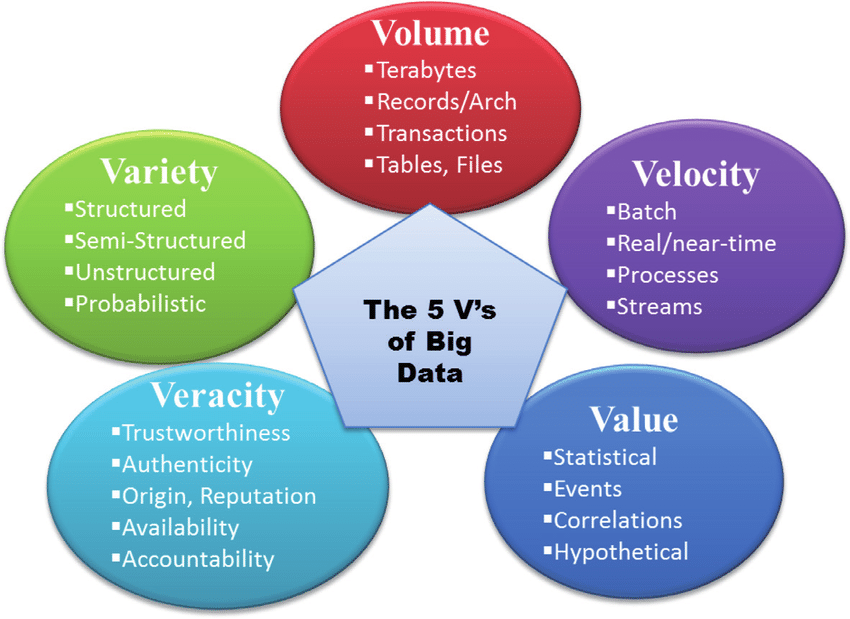 Volume
▪Terabytes
▪Records/Arch
▪Transactions
▪Tables, Files
Variety
▪Structured
▪Semi-Structured
▪Unstructured
▪Probabilistic
Velocity
▪Batch
▪Real/near-time
▪Processes
▪Streams
The 5 V’s
of Big
Data
Veracity
▪Trustworthiness
▪Authenticity
▪Origin, Reputation
▪Availability
▪Accountability
Value
▪Statistical
▪Events
▪Correlations
▪Hypothetical